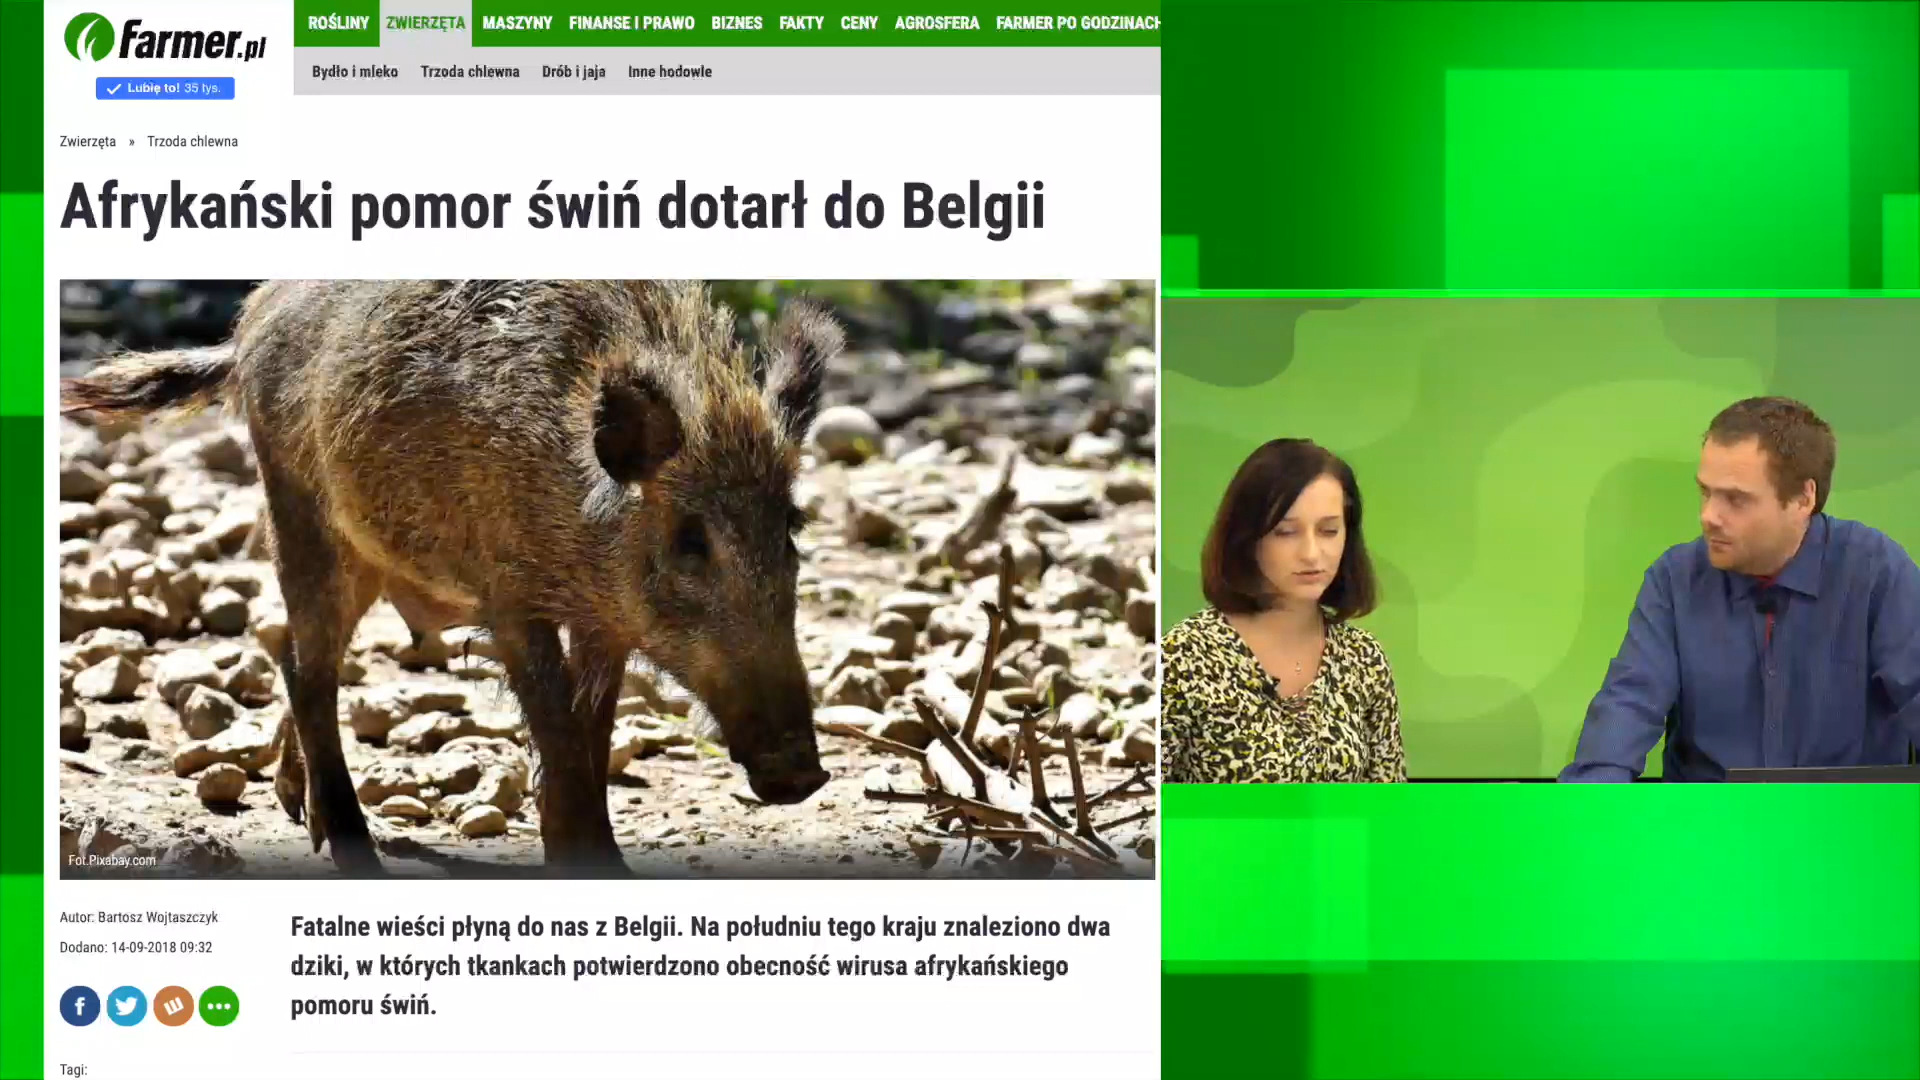 farmer.pl
Lubię to! 35 tys.
ROŚLINY ZWIERZĘTA MASZYNY FINANSE I PRAWO BIZNES FAKTY CENY AGROSFERA FARMER PO GODZINACH
Bydło i mleko Trzoda chlewna Drób i jaja Inne hodowle
Zwierzęta » Trzoda chlewna
Afrykański pomor świń dotarł do Belgii
Fot.Pixabay.com
Autor: Bartosz Wojtaszczyk
Dodano: 14-09-2018 09:32
Fatalne wieści płyną do nas z Belgii. Na południu tego kraju znaleziono dwa
dziki, w których tkankach potwierdzono obecność wirusa afrykańskiego
pomoru świń.
Tagi: